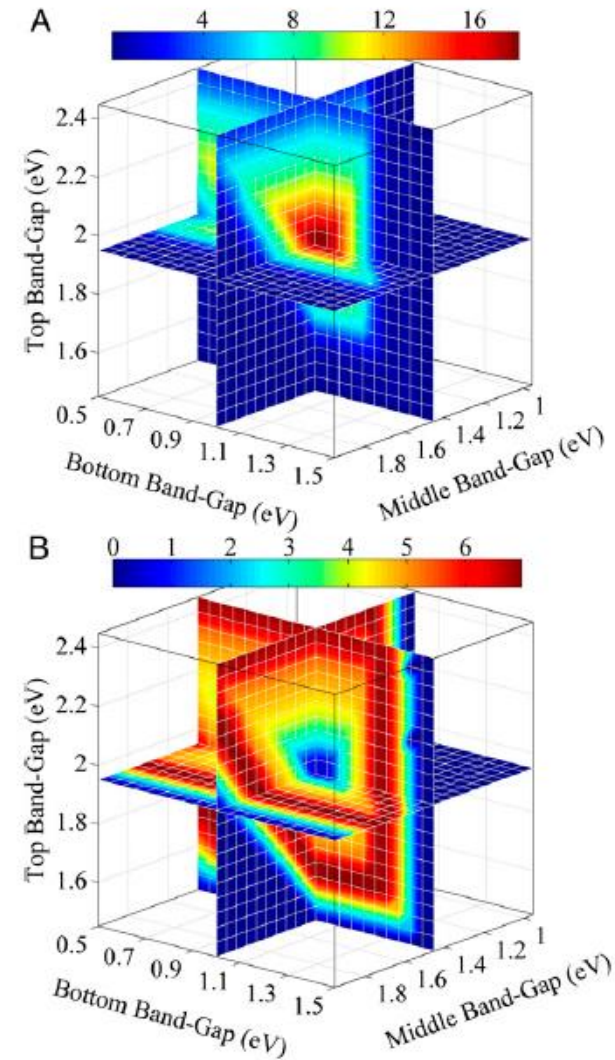 A
4 8 12 16
2.4
2.2
2
1.8
1.6
Top Band-Gap (eV)
0.5 0.7 0.9 1.1 1.3 1.5
Bottom Band-Gap (eV)
1.8 1.6 1.4 1.2 1
Middle Band-Gap (eV)
B
0 1 2 3 4 5 6
2.4
2.2
2
1.8
1.6
Top Band-Gap (eV)
0.5 0.7 0.9 1.1 1.3 1.5
Bottom Band-Gap (eV)
1.8 1.6 1.4 1.2 1
Middle Band-Gap (eV)